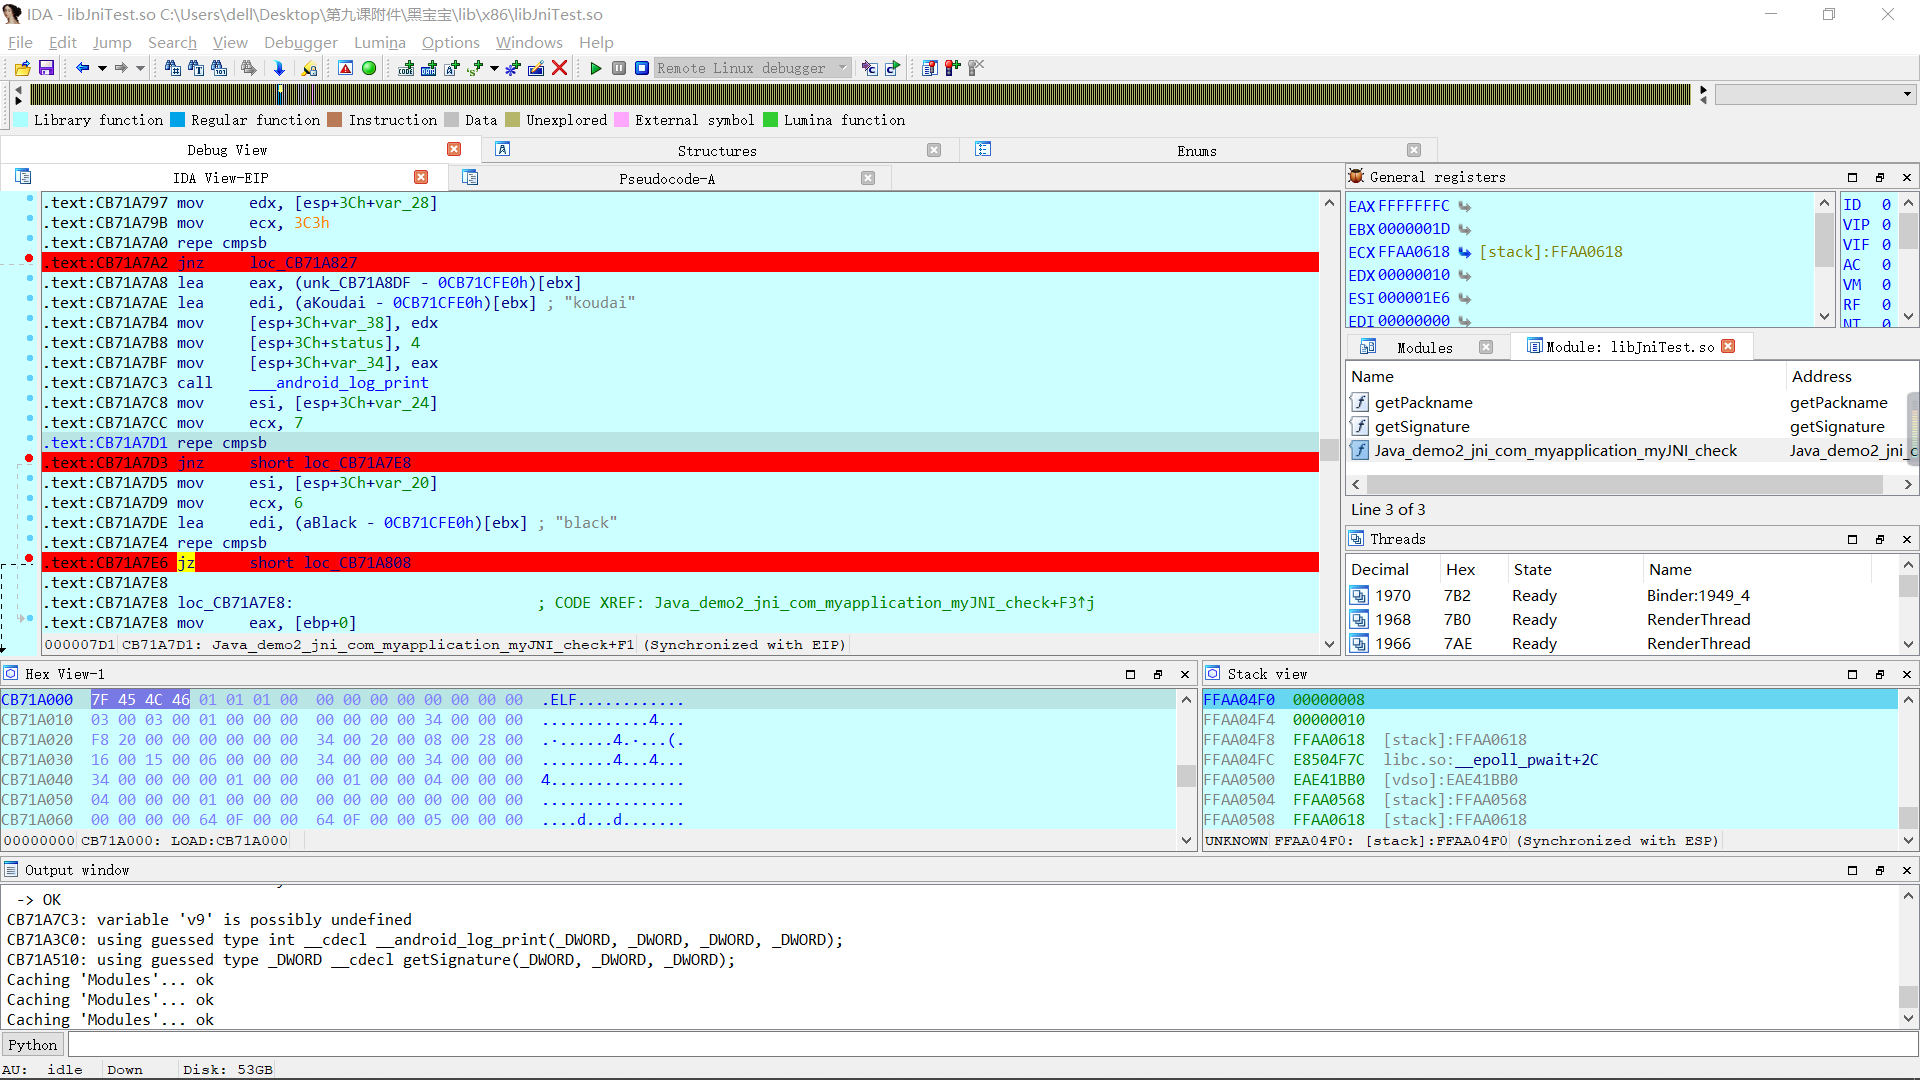 IDA - libJniTest.so C:\Users\dell\Desktop\第九课附件\黑宝宝\lib\x86\libJniTest.so
File Edit Jump Search View Debugger Lumina Options Windows Help
Remote Linux debugger
Library function Regular function Instruction Data Unexplored External symbol Lumina function
Debug View Structures Enums
IDA View-EIP Pseudocode-A
.text:CB71A797 mov edx, [esp+3Ch+var_28]
.text:CB71A79B mov ecx, 3C3h
.text:CB71A7A0 repe cmpsb
.text:CB71A7A2 jnz loc_CB71A827
.text:CB71A7A8 lea eax, (unk_CB71A8DF - 0CB71CFE0h)[ebx]
.text:CB71A7AE lea edi, (aKoudai - 0CB71CFE0h)[ebx] ; "koudai"
.text:CB71A7B4 mov [esp+3Ch+var_38], edx
.text:CB71A7B8 mov [esp+3Ch+status], 4
.text:CB71A7BF mov [esp+3Ch+var_34], eax
.text:CB71A7C3 call ___android_log_print
.text:CB71A7C8 mov esi, [esp+3Ch+var_24]
.text:CB71A7CC mov ecx, 7
.text:CB71A7D1 repe cmpsb
.text:CB71A7D3 jnz short loc_CB71A7E8
.text:CB71A7D5 mov esi, [esp+3Ch+var_20]
.text:CB71A7D9 mov ecx, 6
.text:CB71A7DE lea edi, (aBlack - 0CB71CFE0h)[ebx] ; "black"
.text:CB71A7E4 repe cmpsb
.text:CB71A7E6 jz short loc_CB71A808
.text:CB71A7E8
.text:CB71A7E8 loc_CB71A7E8: ; CODE XREF: Java_demo2_jni_com_myapplication_myJNI_check+F3↑j
.text:CB71A7E8 mov eax, [ebp+0]
000007D1 CB71A7D1: Java_demo2_jni_com_myapplication_myJNI_check+F1 (Synchronized with EIP)
General registers
EAX FFFFFFFC
EBX 0000001D
ECX FFAA0618 [stack]:FFAA0618
EDX 00000010
ESI 000001E6
EDI 00000000
ID 0
VIP 0
VIF 0
AC 0
VM 0
RF 0
NT 0
Modules Module: libJniTest.so
Name Address
getPackname getPackname
getSignature getSignature
Java_demo2_jni_com_myapplication_myJNI_check Java_demo2_jni_c
Line 3 of 3
Threads
Decimal Hex State Name
1970 7B2 Ready Binder:1949_4
1968 7B0 Ready RenderThread
1966 7AE Ready RenderThread
Hex View-1
CB71A000 7F 45 4C 46 01 01 01 00 00 00 00 00 00 00 00 00 .ELF............
CB71A010 03 00 03 00 01 00 00 00 00 00 00 00 34 00 00 00 ............4...
CB71A020 F8 20 00 00 00 00 00 00 34 00 20 00 08 00 28 00 .·......4.·...(.
CB71A030 16 00 15 00 06 00 00 00 34 00 00 00 34 00 00 00 ........4...4...
CB71A040 34 00 00 00 00 01 00 00 00 01 00 00 04 00 00 00 4...............
CB71A050 04 00 00 00 01 00 00 00 00 00 00 00 00 00 00 00 ................
CB71A060 00 00 00 00 64 0F 00 00 64 0F 00 00 05 00 00 00 ....d...d.......
00000000 CB71A000: LOAD:CB71A000
Stack view
FFAA04F0 00000008
FFAA04F4 00000010
FFAA04F8 FFAA0618 [stack]:FFAA0618
FFAA04FC E8504F7C libc.so:__epoll_pwait+2C
FFAA0500 EAE41BB0 [vdso]:EAE41BB0
FFAA0504 FFAA0568 [stack]:FFAA0568
FFAA0508 FFAA0618 [stack]:FFAA0618
UNKNOWN FFAA04F0: [stack]:FFAA04F0 (Synchronized with ESP)
Output window
-> OK
CB71A7C3: variable 'v9' is possibly undefined
CB71A3C0: using guessed type int __cdecl __android_log_print(_DWORD, _DWORD, _DWORD, _DWORD);
CB71A510: using guessed type _DWORD __cdecl getSignature(_DWORD, _DWORD, _DWORD);
Caching 'Modules'... ok
Caching 'Modules'... ok
Caching 'Modules'... ok
Python
AU: idle Down Disk: 53GB